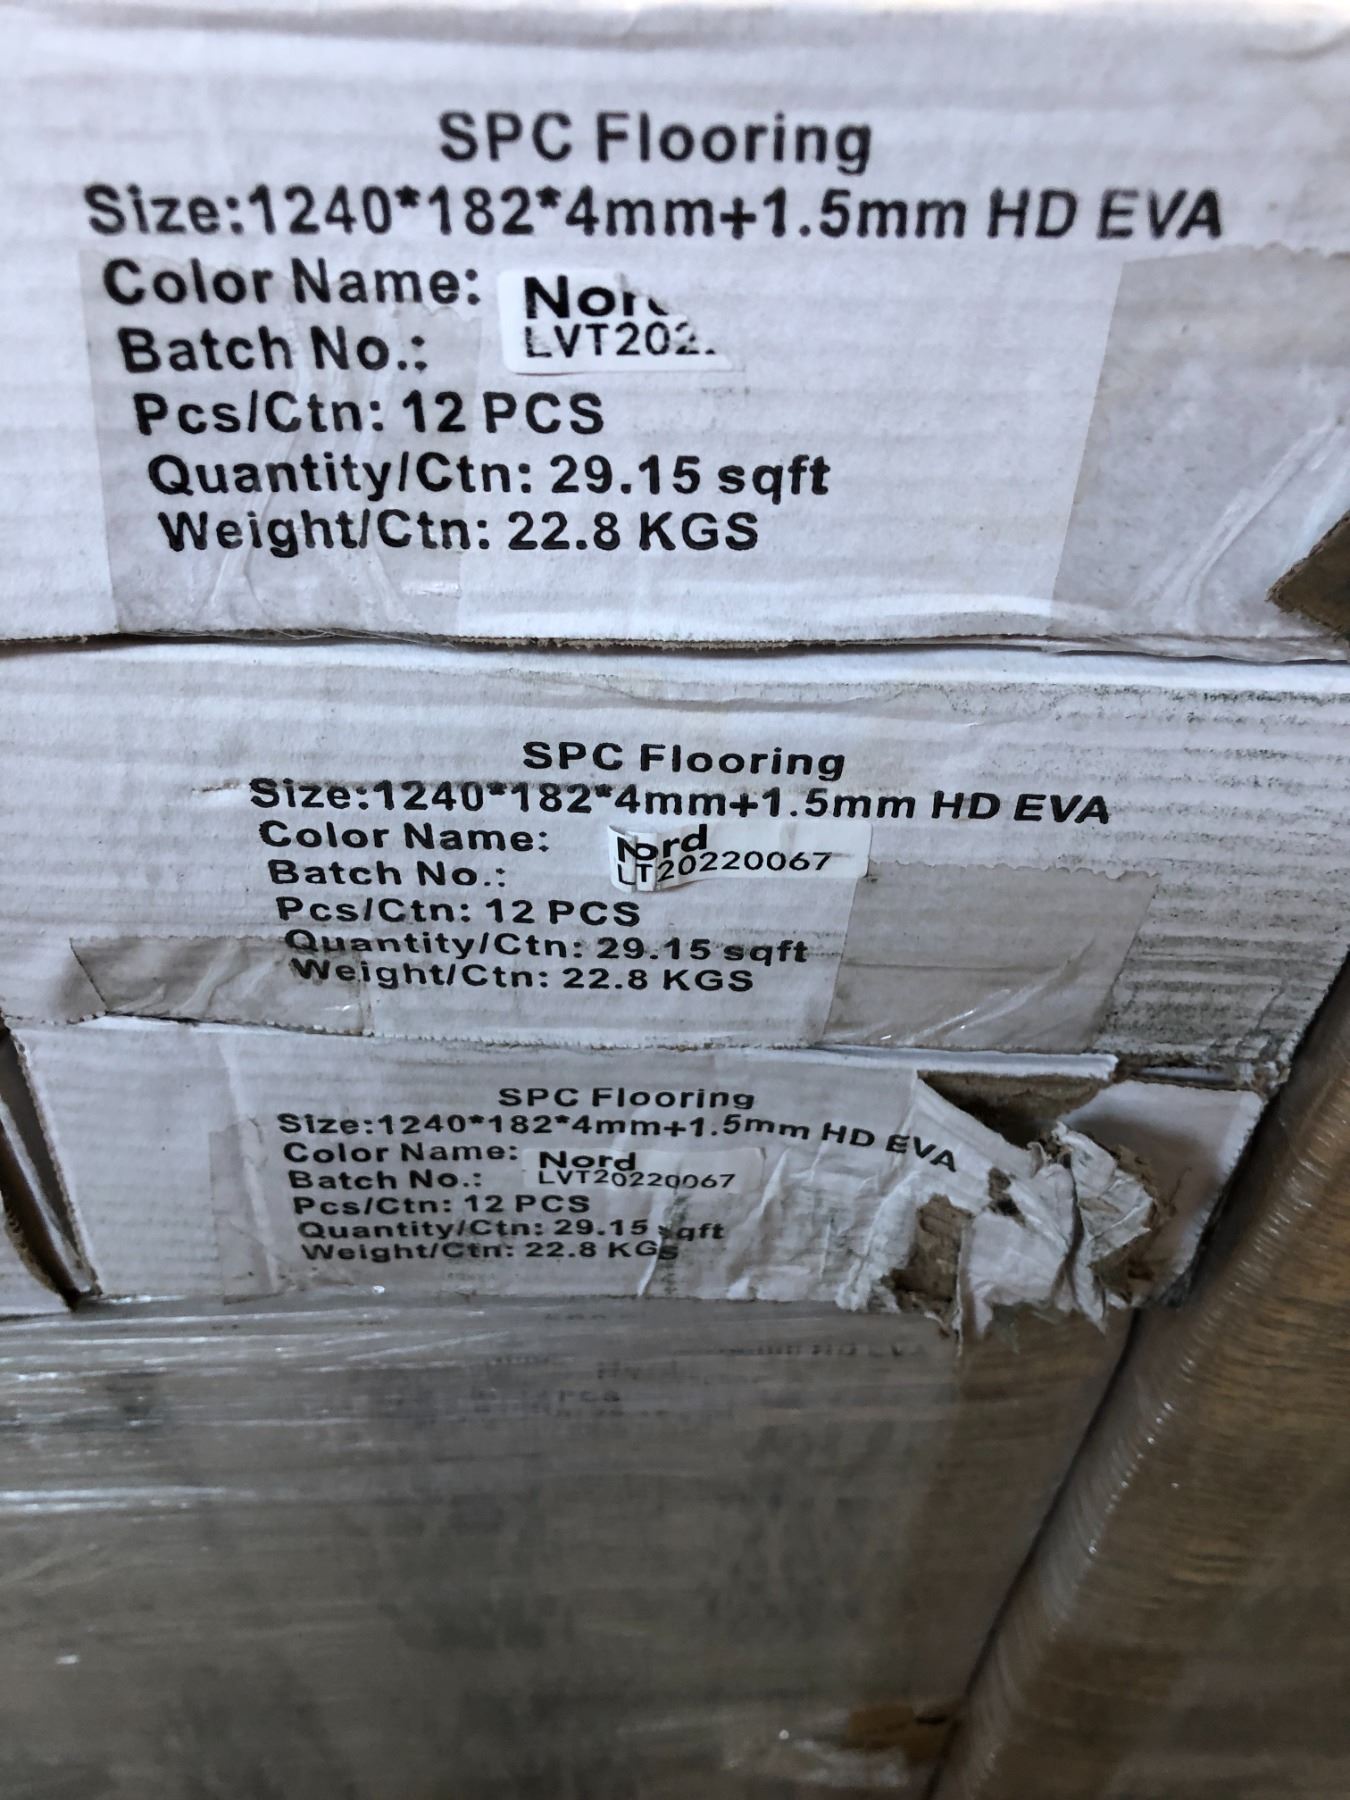 SPC Flooring
Size:1240*182*4mm+1.5mm HD EVA
Color Name:
Batch No.: LVT202
Pcs/Ctn: 12 PCS
Quantity/Ctn: 29.15 sqft
Weight/Ctn: 22.8 KGS
SPC Flooring
Size:1240*182*4mm+1.5mm HD EVA
Color Name: Nord
Batch No.: LT20220067
Pcs/Ctn: 12 PCS
Quantity/Ctn: 29.15 sqft
Weight/Ctn: 22.8 KGS
SPC Flooring
Size:1240*182*4mm+1.5mm HD EVA
Color Name: Nord
Batch No.: LVT20220067
Pcs/Ctn: 12 PCS
Quantity/Ctn: 29.15 sqft
Weight/Ctn: 22.8 KGS